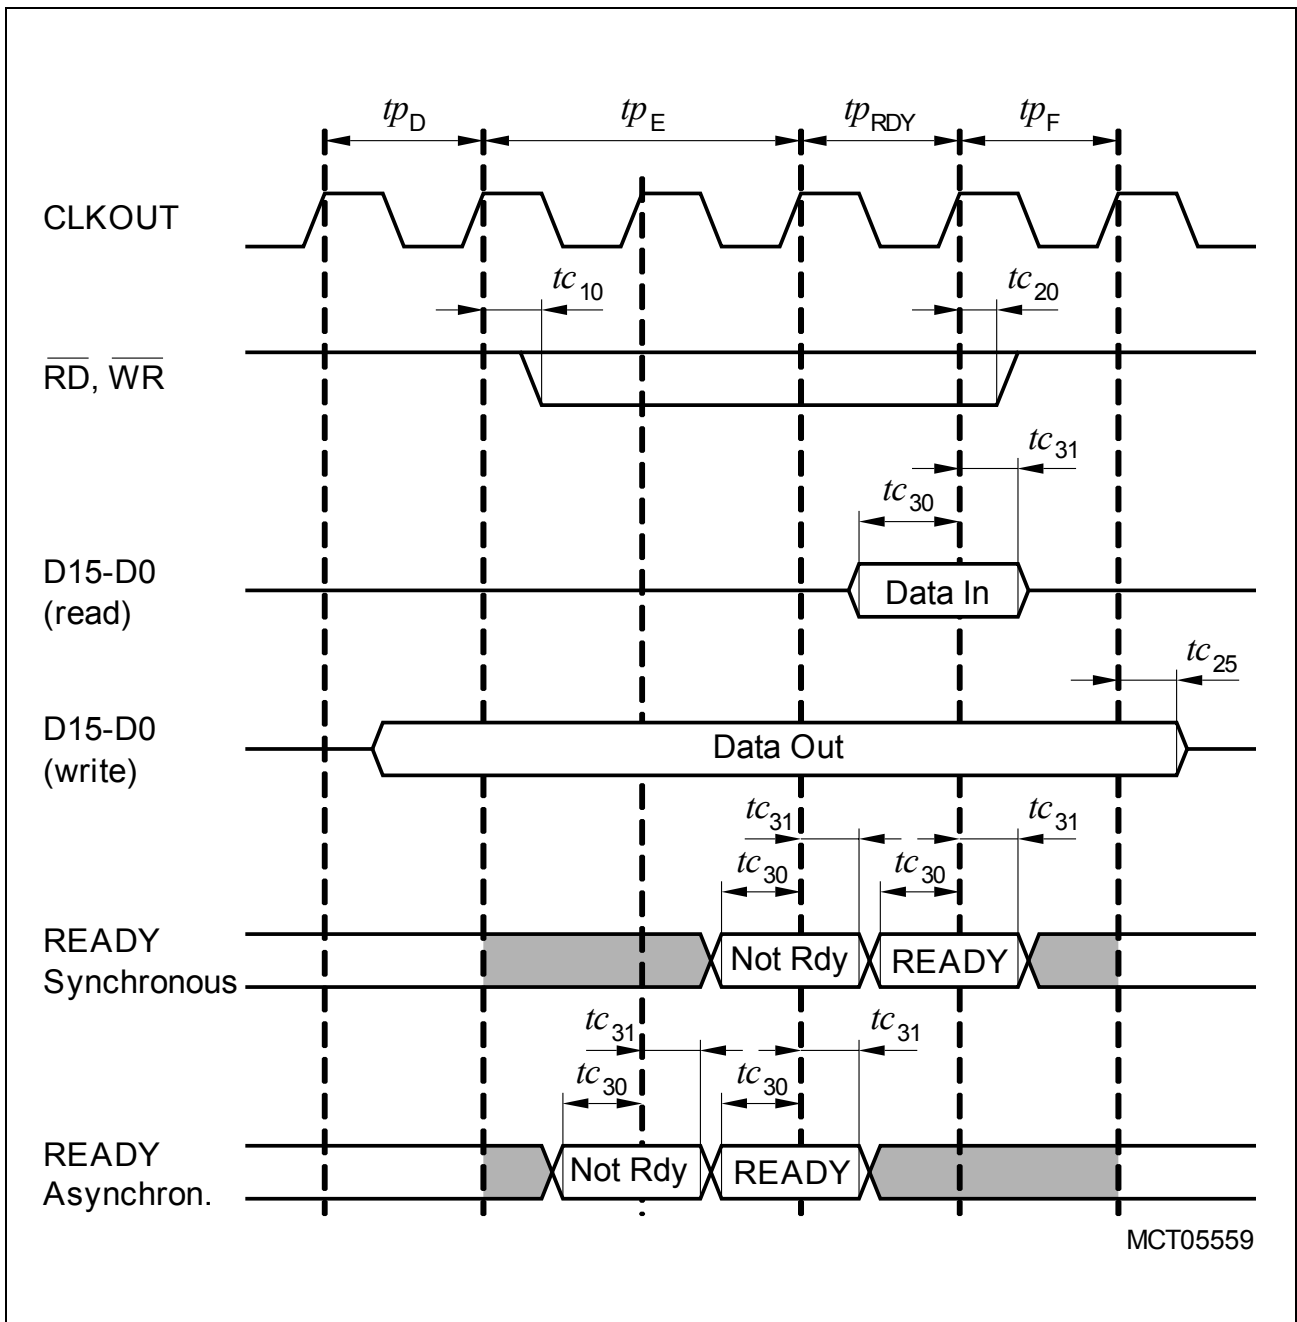 tpD tpE tpRDY tpF
CLKOUT
tc10 tc20
RD, WR
tc31
tc30
D15-D0
(read)
Data In
tc25
D15-D0
(write)
Data Out
tc31 tc31
tc30 tc30
READY
Synchronous
Not Rdy READY
tc31 tc31
tc30 tc30
READY
Asynchron.
Not Rdy READY
MCT05559